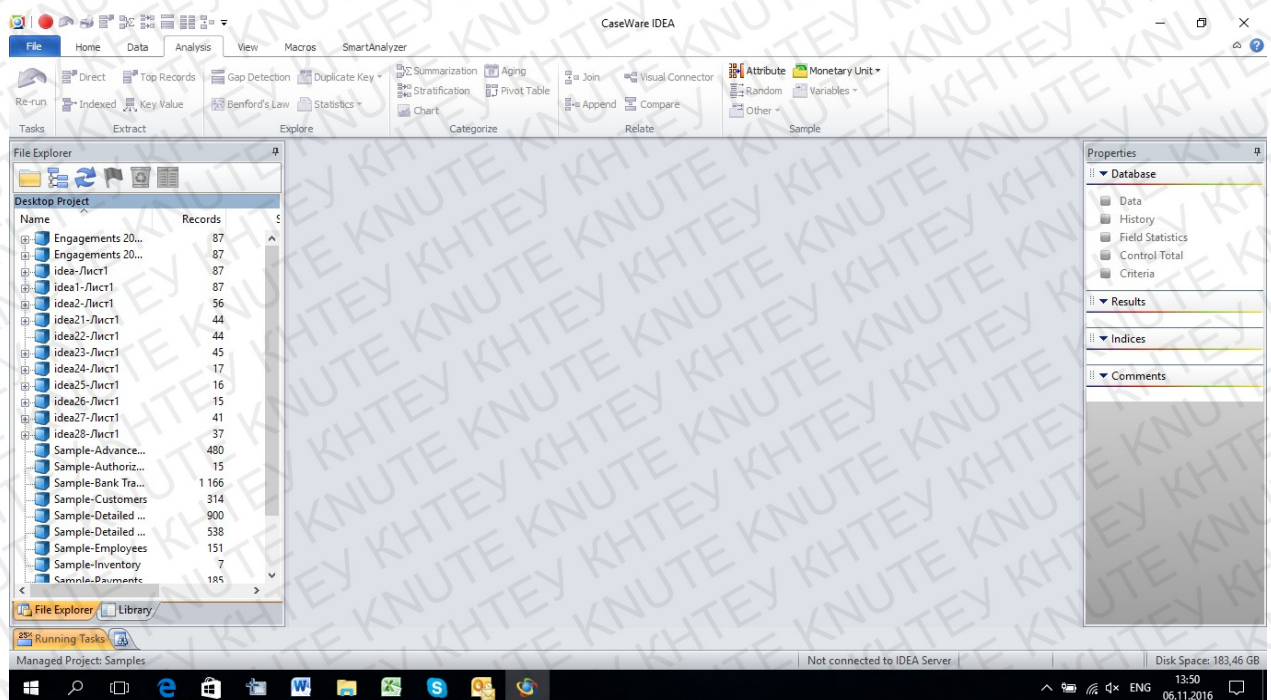 CaseWare IDEA
File Home Data Analysis View Macros SmartAnalyzer
Direct Top Records Gap Detection Duplicate Key Summarization Aging Join Visual Connector Attribute Monetary Unit
Stratification Pivot Table Random Variables
Re-run Indexed Key Value Benford's Law Statistics Chart Append Compare Other
Tasks Extract Explore Categorize Relate Sample
File Explorer
Desktop Project
Name Records S
Engagements 20... 87
Engagements 20... 87
idea-Лист1 87
idea1-Лист1 87
idea2-Лист1 56
idea21-Лист1 44
idea22-Лист1 44
idea23-Лист1 45
idea24-Лист1 17
idea25-Лист1 16
idea26-Лист1 15
idea27-Лист1 41
idea28-Лист1 37
Sample-Advance... 480
Sample-Authoriz... 15
Sample-Bank Tra... 1 166
Sample-Customers 314
Sample-Detailed ... 900
Sample-Detailed ... 538
Sample-Employees 151
Sample-Inventory 7
Sample-Payments 185
File Explorer Library
Properties
Database
Data
History
Field Statistics
Control Total
Criteria
Results
Indices
Comments
25% Running Tasks
Managed Project: Samples Not connected to IDEA Server Disk Space: 183,46 GB
ENG 13:50
06.11.2016
KNUTE KHTEY